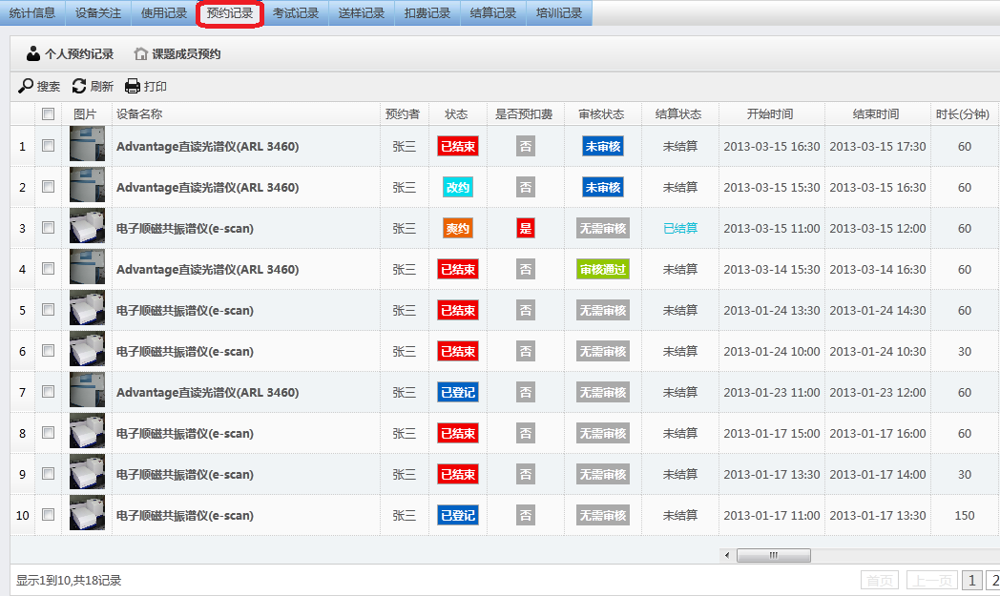 统计信息 设备关注 使用记录 预约记录 考试记录 送样记录 扣费记录 结算记录 培训记录
个人预约记录 课题成员预约
搜索 刷新 打印
图片 设备名称 预约者 状态 是否预扣费 审核状态 结算状态 开始时间 结束时间 时长(分钟)
1 Advantage直读光谱仪(ARL 3460) 张三 已结束 否 未审核 未结算 2013-03-15 16:30 2013-03-15 17:30 60
2 Advantage直读光谱仪(ARL 3460) 张三 改约 否 未审核 未结算 2013-03-15 15:30 2013-03-15 16:30 60
3 电子顺磁共振谱仪(e-scan) 张三 爽约 是 无需审核 已结算 2013-03-15 11:00 2013-03-15 12:00 60
4 Advantage直读光谱仪(ARL 3460) 张三 已结束 否 审核通过 未结算 2013-03-14 15:30 2013-03-14 16:30 60
5 电子顺磁共振谱仪(e-scan) 张三 已结束 否 无需审核 未结算 2013-01-24 13:30 2013-01-24 14:30 60
6 电子顺磁共振谱仪(e-scan) 张三 已结束 否 无需审核 未结算 2013-01-24 10:00 2013-01-24 10:30 30
7 Advantage直读光谱仪(ARL 3460) 张三 已登记 否 无需审核 未结算 2013-01-23 11:00 2013-01-23 12:00 60
8 电子顺磁共振谱仪(e-scan) 张三 已结束 否 无需审核 未结算 2013-01-17 15:00 2013-01-17 16:00 60
9 电子顺磁共振谱仪(e-scan) 张三 已结束 否 无需审核 未结算 2013-01-17 13:30 2013-01-17 14:00 30
10 电子顺磁共振谱仪(e-scan) 张三 已登记 否 无需审核 未结算 2013-01-17 11:00 2013-01-17 13:30 150
显示1到10,共18记录 首页 上一页 1 2